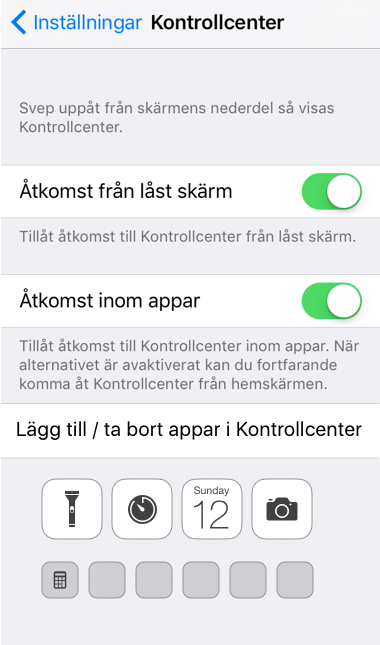 Inställningar Kontrollcenter
Svep uppåt från skärmens nederdel så visas
Kontrollcenter.
Åtkomst från låst skärm
Tillåt åtkomst till Kontrollcenter från låst skärm.
Åtkomst inom appar
Tillåt åtkomst till Kontrollcenter inom appar. När
alternativet är avaktiverat kan du fortfarande
komma åt Kontrollcenter från hemskärmen.
Lägg till / ta bort appar i Kontrollcenter
Sunday
12